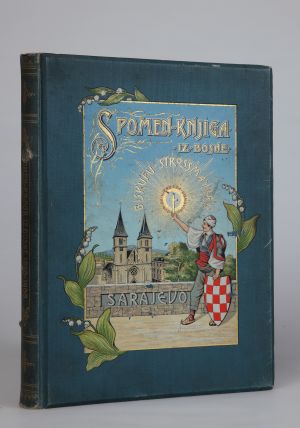 SPOMEN-KNJIGA
IZ BOSNE
BISKUPU STROSSMAYERU
SARAJEVO